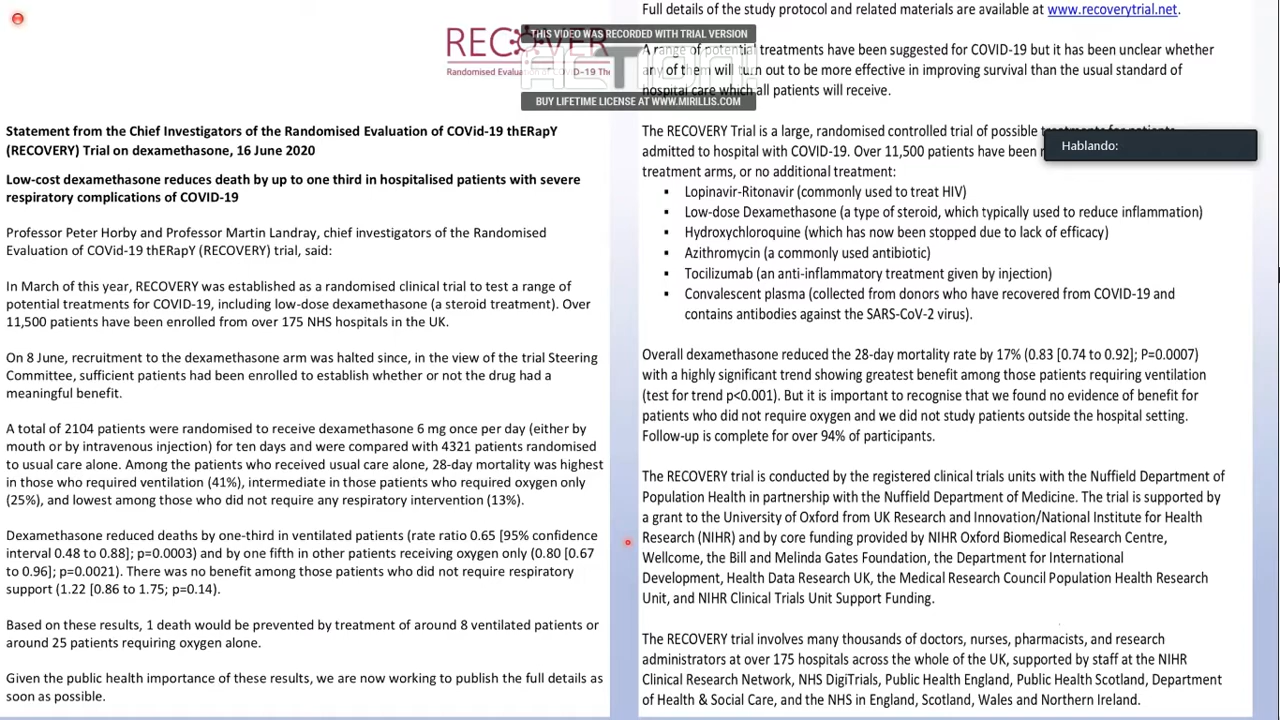 RECOVER
Randomised Evaluation of COVID-19 The
THIS VIDEO WAS RECORDED WITH TRIAL VERSION
ACTION!
BUY LIFETIME LICENSE AT WWW.MIRILLIS.COM
Statement from the Chief Investigators of the Randomised Evaluation of COVid-19 thERapY
(RECOVERY) Trial on dexamethasone, 16 June 2020
Low-cost dexamethasone reduces death by up to one third in hospitalised patients with severe
respiratory complications of COVID-19
Professor Peter Horby and Professor Martin Landray, chief investigators of the Randomised
Evaluation of COVid-19 thERapY (RECOVERY) trial, said:
In March of this year, RECOVERY was established as a randomised clinical trial to test a range of
potential treatments for COVID-19, including low-dose dexamethasone (a steroid treatment). Over
11,500 patients have been enrolled from over 175 NHS hospitals in the UK.
On 8 June, recruitment to the dexamethasone arm was halted since, in the view of the trial Steering
Committee, sufficient patients had been enrolled to establish whether or not the drug had a
meaningful benefit.
A total of 2104 patients were randomised to receive dexamethasone 6 mg once per day (either by
mouth or by intravenous injection) for ten days and were compared with 4321 patients randomised
to usual care alone. Among the patients who received usual care alone, 28-day mortality was highest
in those who required ventilation (41%), intermediate in those patients who required oxygen only
(25%), and lowest among those who did not require any respiratory intervention (13%).
Dexamethasone reduced deaths by one-third in ventilated patients (rate ratio 0.65 [95% confidence
interval 0.48 to 0.88]; p=0.0003) and by one fifth in other patients receiving oxygen only (0.80 [0.67
to 0.96]; p=0.0021). There was no benefit among those patients who did not require respiratory
support (1.22 [0.86 to 1.75; p=0.14).
Based on these results, 1 death would be prevented by treatment of around 8 ventilated patients or
around 25 patients requiring oxygen alone.
Given the public health importance of these results, we are now working to publish the full details as
soon as possible.
Full details of the study protocol and related materials are available at www.recoverytrial.net.
A range of potential treatments have been suggested for COVID-19 but it has been unclear whether
any of them will turn out to be more effective in improving survival than the usual standard of
hospital care which all patients will receive.
The RECOVERY Trial is a large, randomised controlled trial of possible treatments for patients
admitted to hospital with COVID-19. Over 11,500 patients have been
treatment arms, or no additional treatment:
▪ Lopinavir-Ritonavir (commonly used to treat HIV)
▪ Low-dose Dexamethasone (a type of steroid, which typically used to reduce inflammation)
▪ Hydroxychloroquine (which has now been stopped due to lack of efficacy)
▪ Azithromycin (a commonly used antibiotic)
▪ Tocilizumab (an anti-inflammatory treatment given by injection)
▪ Convalescent plasma (collected from donors who have recovered from COVID-19 and
contains antibodies against the SARS-CoV-2 virus).
Overall dexamethasone reduced the 28-day mortality rate by 17% (0.83 [0.74 to 0.92]; P=0.0007)
with a highly significant trend showing greatest benefit among those patients requiring ventilation
(test for trend p<0.001). But it is important to recognise that we found no evidence of benefit for
patients who did not require oxygen and we did not study patients outside the hospital setting.
Follow-up is complete for over 94% of participants.
The RECOVERY trial is conducted by the registered clinical trials units with the Nuffield Department of
Population Health in partnership with the Nuffield Department of Medicine. The trial is supported by
a grant to the University of Oxford from UK Research and Innovation/National Institute for Health
Research (NIHR) and by core funding provided by NIHR Oxford Biomedical Research Centre,
Wellcome, the Bill and Melinda Gates Foundation, the Department for International
Development, Health Data Research UK, the Medical Research Council Population Health Research
Unit, and NIHR Clinical Trials Unit Support Funding.
The RECOVERY trial involves many thousands of doctors, nurses, pharmacists, and research
administrators at over 175 hospitals across the whole of the UK, supported by staff at the NIHR
Clinical Research Network, NHS DigiTrials, Public Health England, Public Health Scotland, Department
of Health & Social Care, and the NHS in England, Scotland, Wales and Northern Ireland.
Hablando: